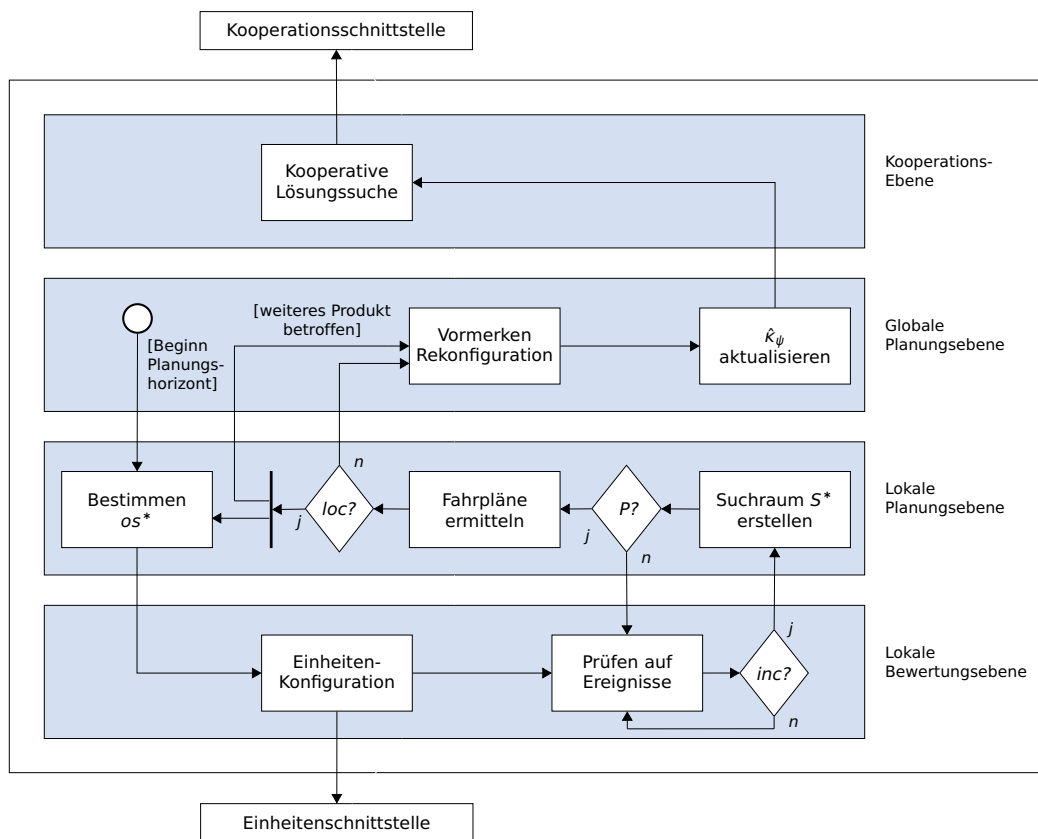 Kooperationsschnittstelle
Kooperative
Lösungssuche
Kooperations-
Ebene
[weiteres Produkt
betroffen]
[Beginn
Planungs-
horizont]
Vormerken
Rekonfiguration
κ̂ψ
aktualisieren
Globale
Planungsebene
Bestimmen
os*
j
loc?
n
Fahrpläne
ermitteln
j
P?
n
Suchraum S*
erstellen
Lokale
Planungsebene
Einheiten-
Konfiguration
Prüfen auf
Ereignisse
j
inc?
n
Lokale
Bewertungsebene
Einheitenschnittstelle